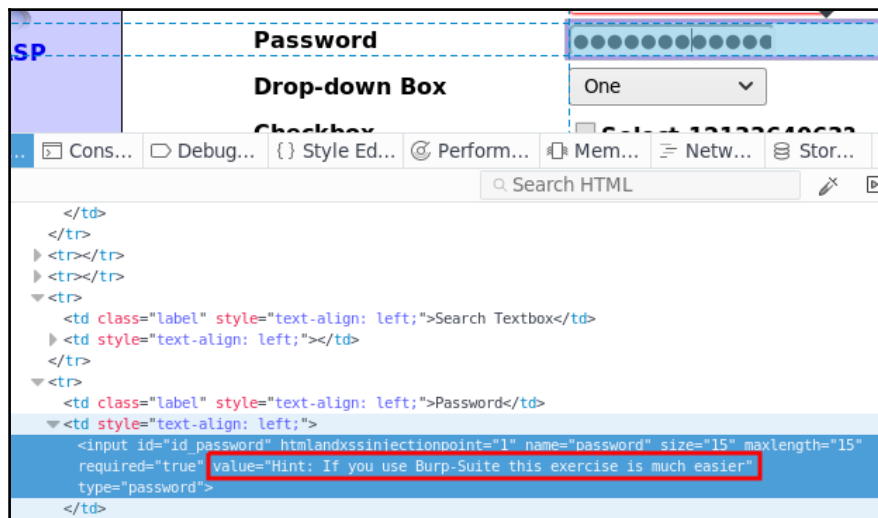 Password
ASP
Drop-down Box
One
Checkbox
Cons... Debug... { } Style Ed... Perform... Mem... Netw... Stor...
Search HTML
</td>
</tr>
<tr></tr>
<tr></tr>
<tr>
<td class="label" style="text-align: left;">Search Textbox</td>
<td style="text-align: left;"></td>
</tr>
<tr>
<td class="label" style="text-align: left;">Password</td>
<td style="text-align: left;">
<input id="id_password" htmlandxssinjectionpoint="1" name="password" size="15" maxlength="15"
required="true" value="Hint: If you use Burp-Suite this exercise is much easier"
type="password">
</td>